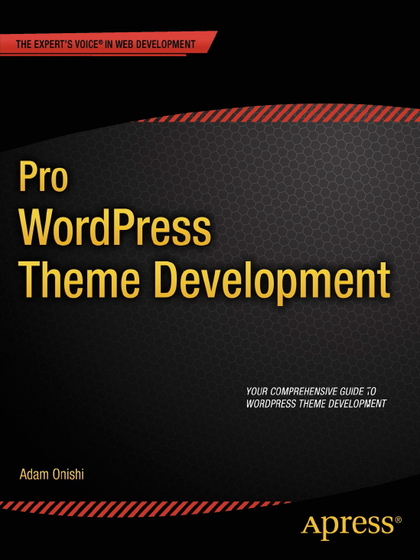 THE EXPERT'S VOICE® IN WEB DEVELOPMENT
Pro
WordPress
Theme Development
YOUR COMPREHENSIVE GUIDE TO
WORDPRESS THEME DEVELOPMENT
Adam Onishi
Apress®